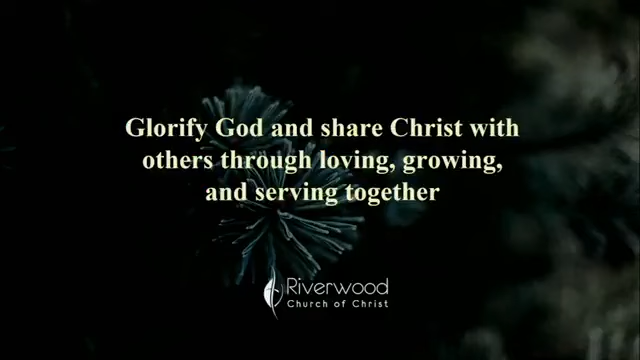 Glorify God and share Christ with
others through loving, growing,
and serving together
Riverwood
Church of Christ